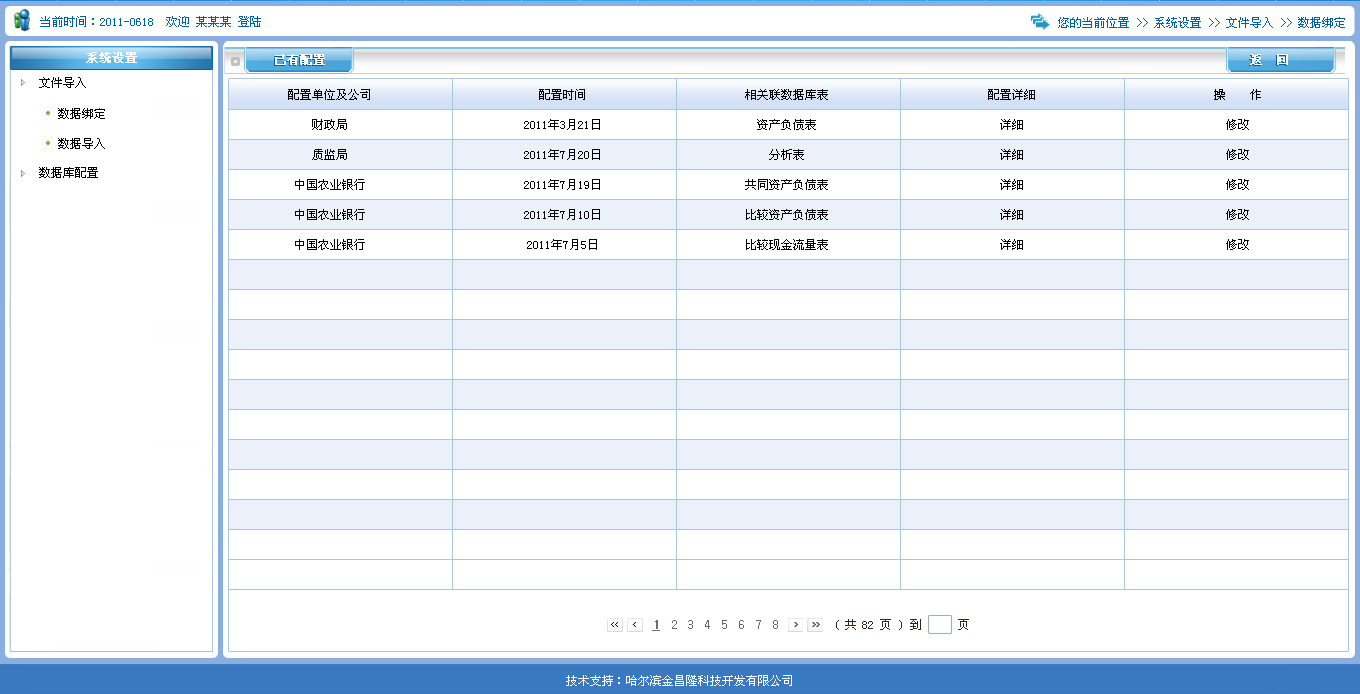 当前时间：2011-0618 欢迎 某某某 登陆
您的当前位置 >> 系统设置 >> 文件导入 >> 数据绑定
系统设置
文件导入
数据绑定
数据导入
数据库配置
已有配置
返 回
配置单位及公司 配置时间 相关联数据库表 配置详细 操 作
财政局 2011年3月21日 资产负债表 详细 修改
质监局 2011年7月20日 分析表 详细 修改
中国农业银行 2011年7月19日 共同资产负债表 详细 修改
中国农业银行 2011年7月10日 比较资产负债表 详细 修改
中国农业银行 2011年7月5日 比较现金流量表 详细 修改
<< < 1 2 3 4 5 6 7 8 > >> （ 共 82 页 ）到 页
技术支持：哈尔滨金昌隆科技开发有限公司